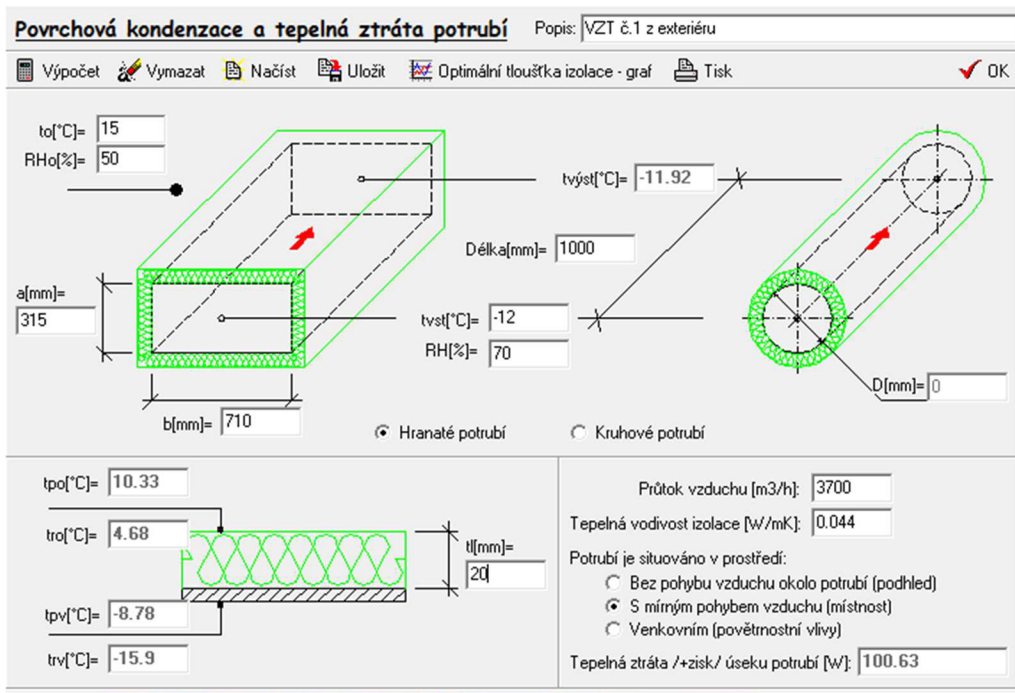 Povrchová kondenzace a tepelná ztráta potrubí Popis: VZT č.1 z exteriéru
Výpočet Vymazat Načíst Uložit Optimální tloušťka izolace - graf Tisk OK
to[°C]= 15
RHo[%]= 50
tvýst[°C]= -11.92
Délka[mm]= 1000
a[mm]=
315
tvst[°C]= -12
RH[%]= 70
D[mm]= 0
b[mm]= 710
Hranaté potrubí Kruhové potrubí
tpo[°C]= 10.33
tro[°C]= 4.68
tl[mm]=
20
tpv[°C]= -8.78
trv[°C]= -15.9
Průtok vzduchu [m3/h]: 3700
Tepelná vodivost izolace [W/mK]: 0.044
Potrubí je situováno v prostředí:
Bez pohybu vzduchu okolo potrubí (podhled)
S mírným pohybem vzduchu (místnost)
Venkovním (povětrnostní vlivy)
Tepelná ztráta /+zisk/ úseku potrubí [W]: 100.63